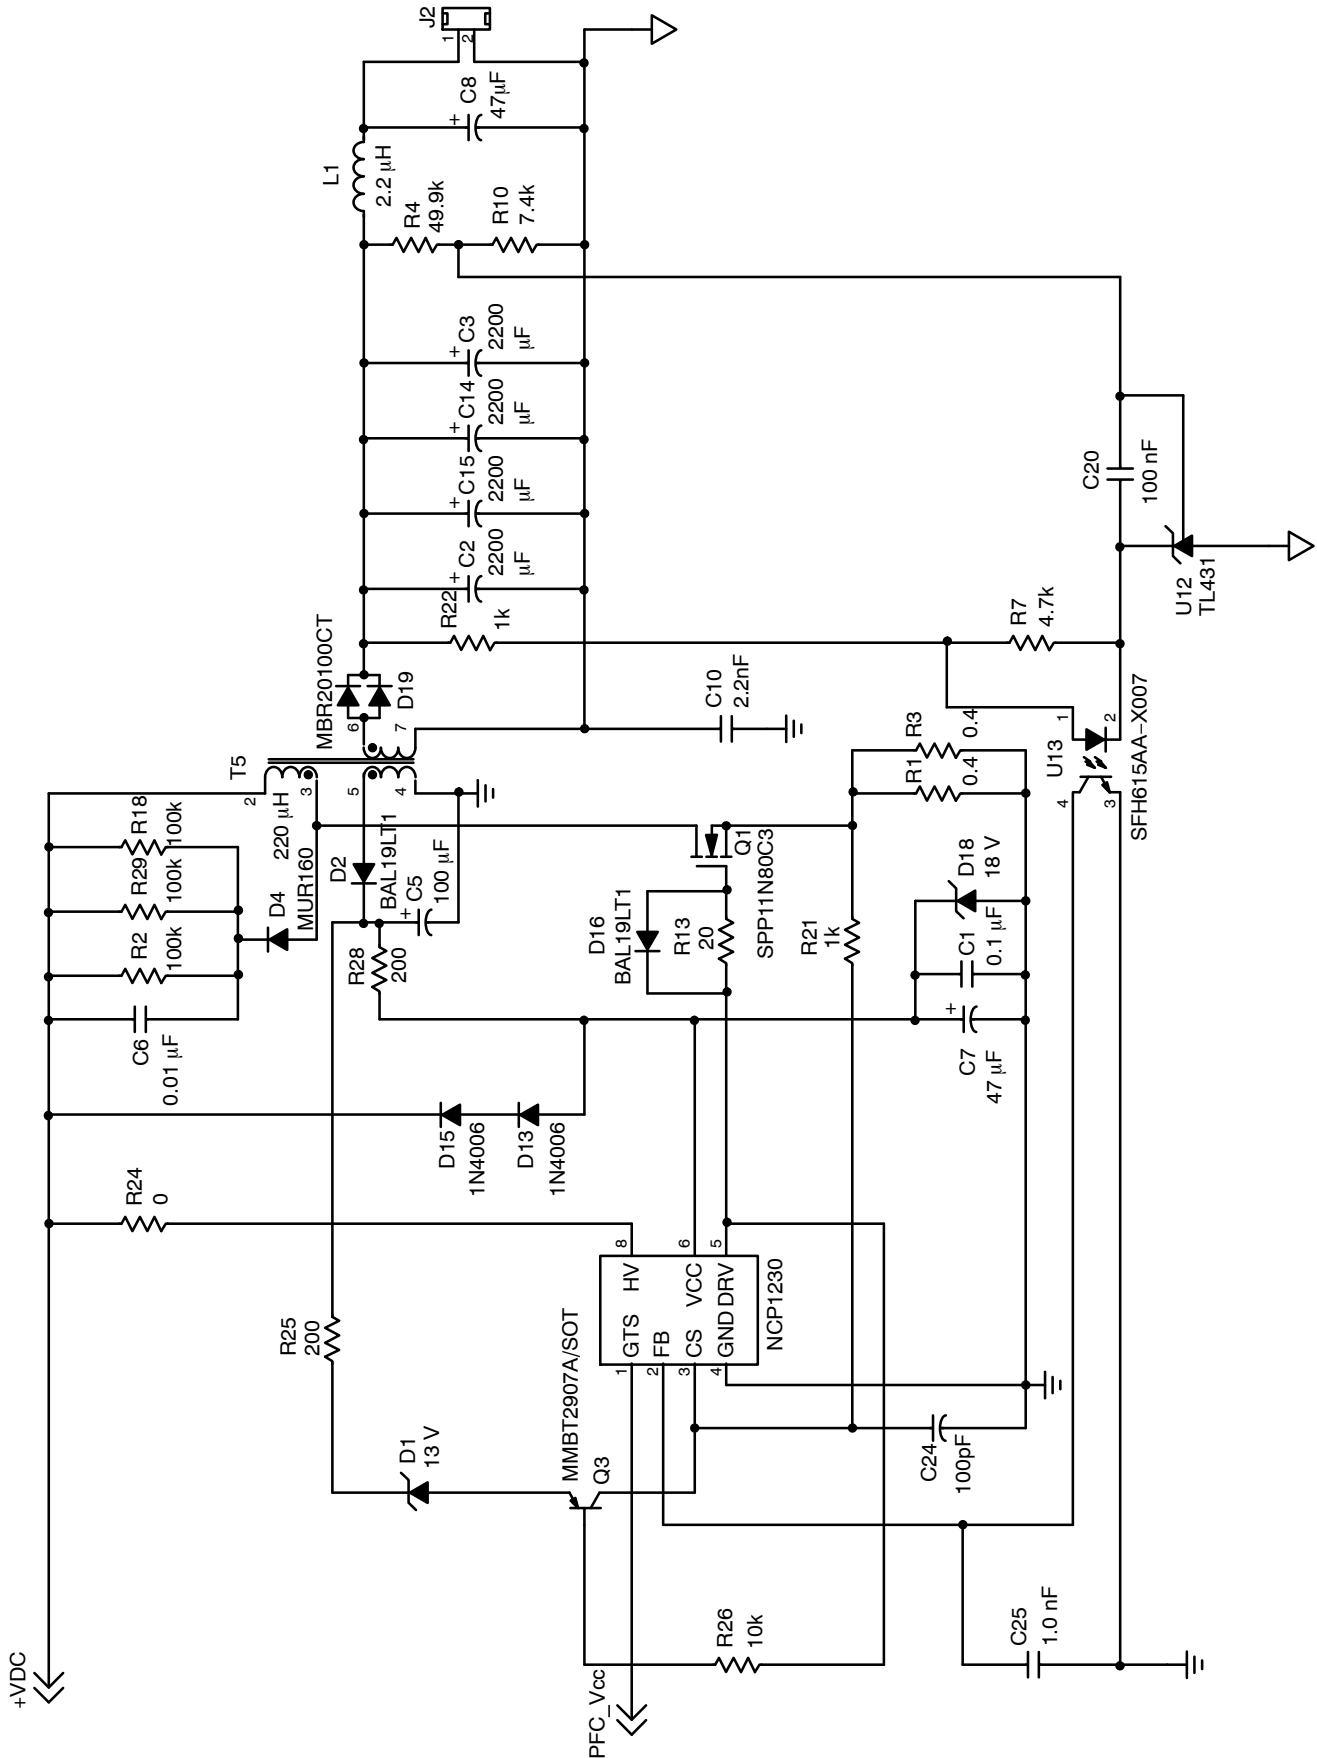 J2
1
2
C8
47µF
L1
2.2 µH
R4
49.9k
R10
7.4k
C3
2200
µF
C14
2200
µF
C15
2200
µF
C2
2200
µF
R22
1k
C20
100 nF
U12
TL431
R7
4.7k
MBR20100CT
D19
6
7
C10
2.2nF
T5
2
3
5
4
220 µH
R18
100k
R29
100k
R2
100k
D4
MUR160
D2
BAL19LT1
C5
100 µF
R28
200
C6
0.01 µF
R3
0.4
R1
0.4
U13
1
2
4
3
SFH615AA−X007
Q1
SPP11N80C3
D16
BAL19LT1
R13
20
R21
1k
D18
18 V
C1
0.1 µF
C7
47 µF
D15
1N4006
D13
1N4006
R24
0
R25
200
D1
13 V
MMBT2907A/SOT
Q3
8
6
5
HV
VCC
DRV
GTS
FB
CS
GND
1
2
3
4
NCP1230
C24
100pF
R26
10k
C25
1.0 nF
+VDC
PFC_Vcc
+
+
+
+
+
+
+